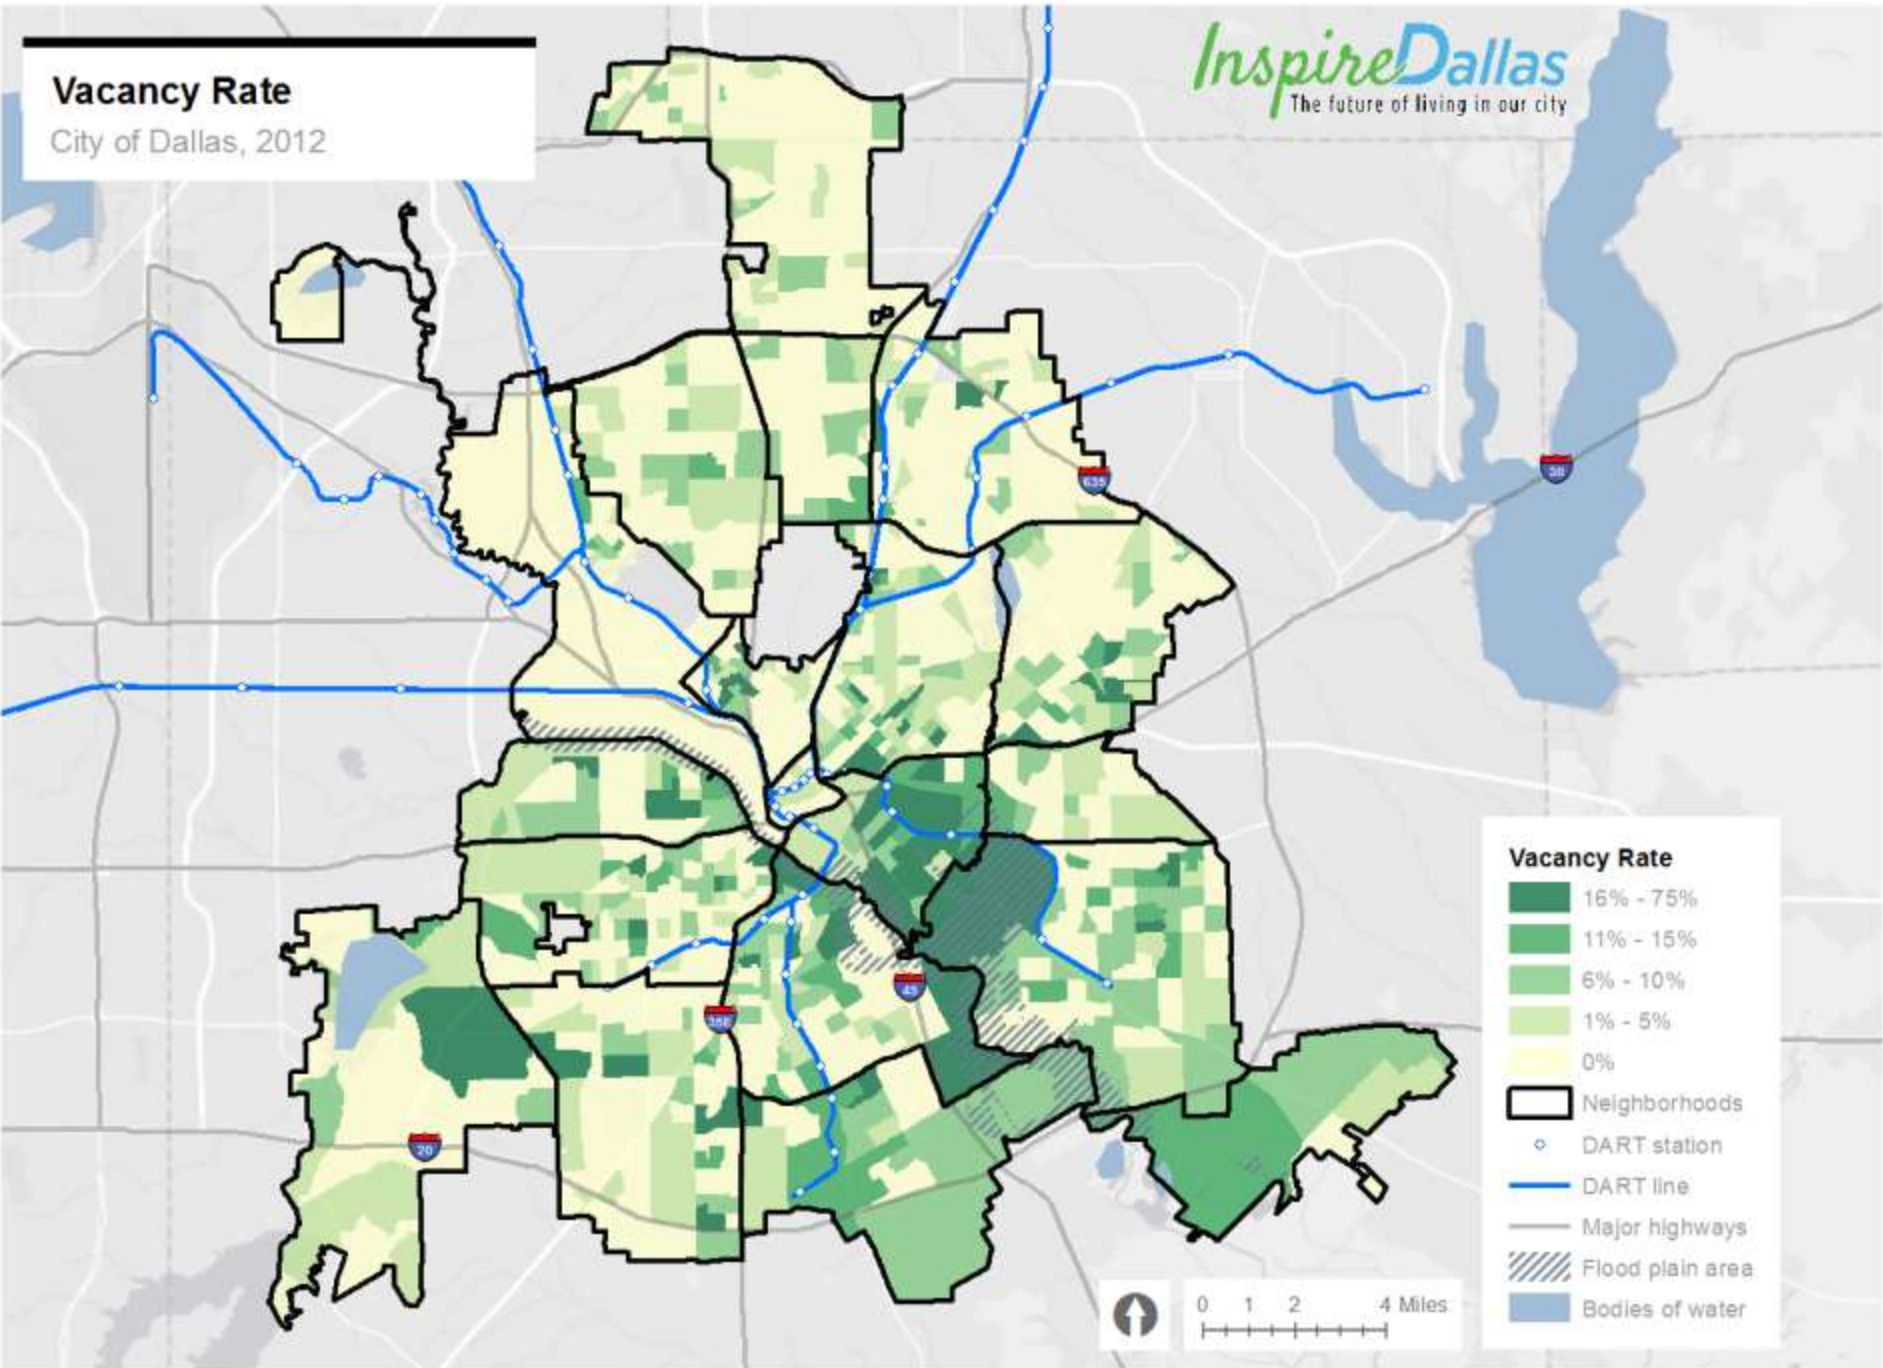 Vacancy Rate
City of Dallas, 2012
InspireDallas
The future of living in our city
635
30
45
35E
20
Vacancy Rate
16% - 75%
11% - 15%
6% - 10%
1% - 5%
0%
Neighborhoods
DART station
DART line
Major highways
Flood plain area
Bodies of water
0 1 2 4 Miles